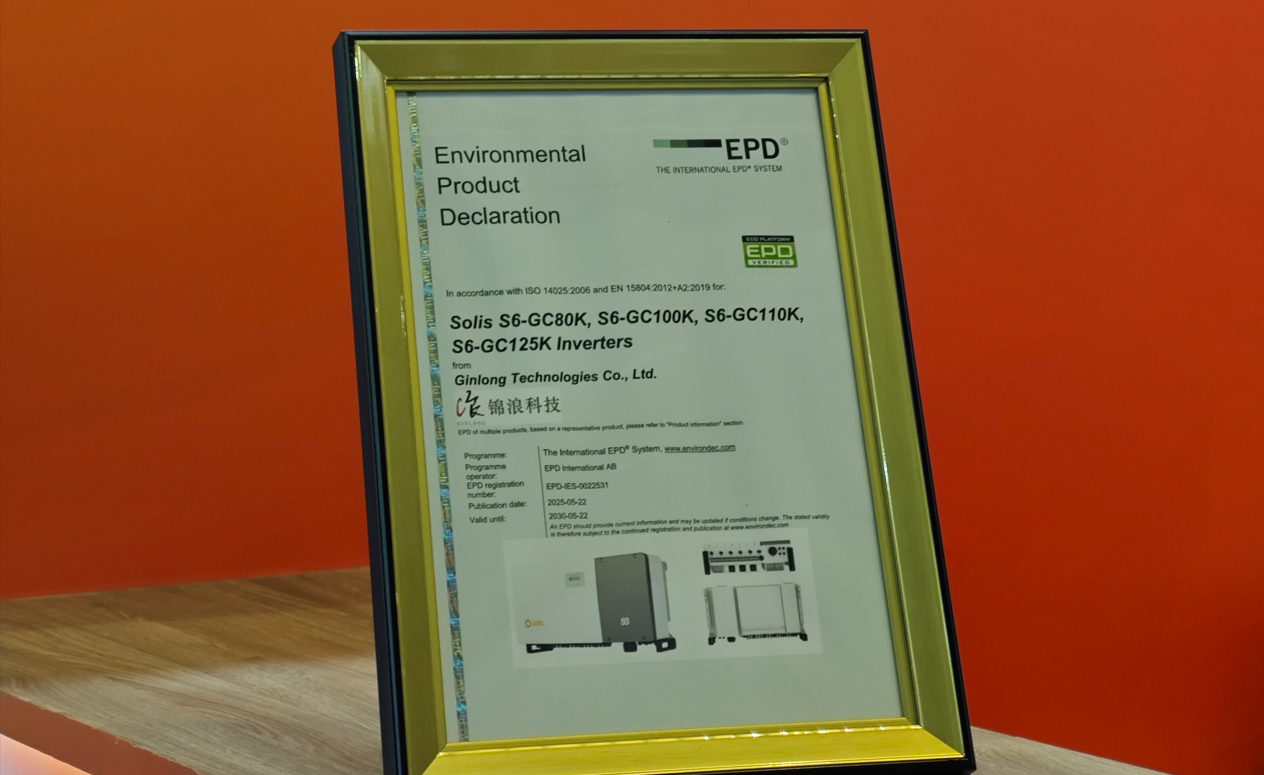 Environmental
Product
Declaration
EPD®
THE INTERNATIONAL EPD® SYSTEM
ECO PLATFORM
EPD
VERIFIED
In accordance with ISO 14025:2006 and EN 15804:2012+A2:2019 for:
Solis S6-GC80K, S6-GC100K, S6-GC110K,
S6-GC125K Inverters
from
Ginlong Technologies Co., Ltd.
锦浪科技
GINLONG
EPD of multiple products, based on a representative product, please refer to "Product information" section.
Programme: The International EPD® System, www.environdec.com
Programme
operator: EPD International AB
EPD registration
number: EPD-IES-0022531
Publication date: 2025-05-22
Valid until: 2030-05-22
An EPD should provide current information and may be updated if conditions change. The stated validity
is therefore subject to the continued registration and publication at www.environdec.com
solis
S6